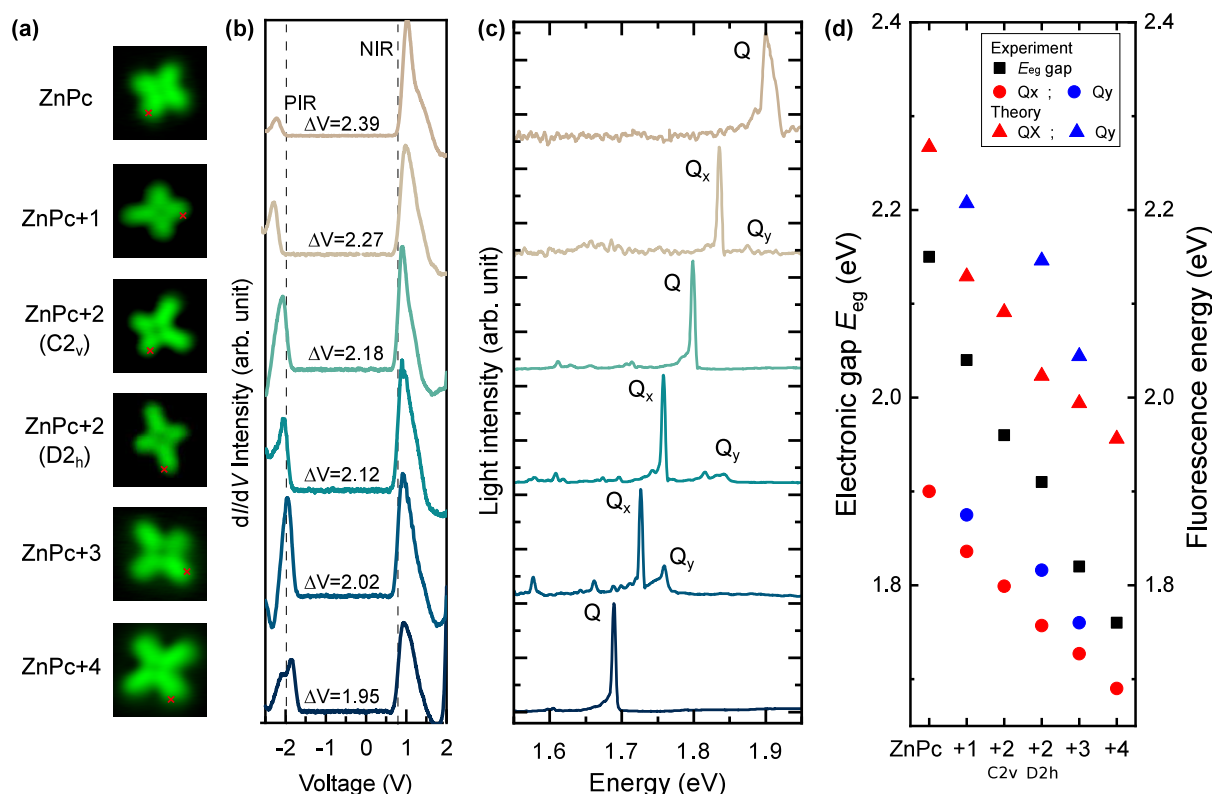 (a)
ZnPc
ZnPc+1
ZnPc+2
(C2v)
ZnPc+2
(D2h)
ZnPc+3
ZnPc+4
(b)
NIR
PIR
ΔV=2.39
ΔV=2.27
ΔV=2.18
ΔV=2.12
ΔV=2.02
ΔV=1.95
dI/dV Intensity (arb. unit)
-2 -1 0 1 2
Voltage (V)
(c)
Q
Qx
Qy
Q
Qx
Qy
Qx
Qy
Q
Light intensity (arb. unit)
1.6 1.7 1.8 1.9
Energy (eV)
(d)
2.4
2.2
2.0
1.8
Electronic gap Eeg (eV)
Experiment
Eeg gap
Qx ; Qy
Theory
QX ; Qy
2.4
2.2
2.0
1.8
Fluorescence energy (eV)
ZnPc +1 +2 +2 +3 +4
C2v D2h